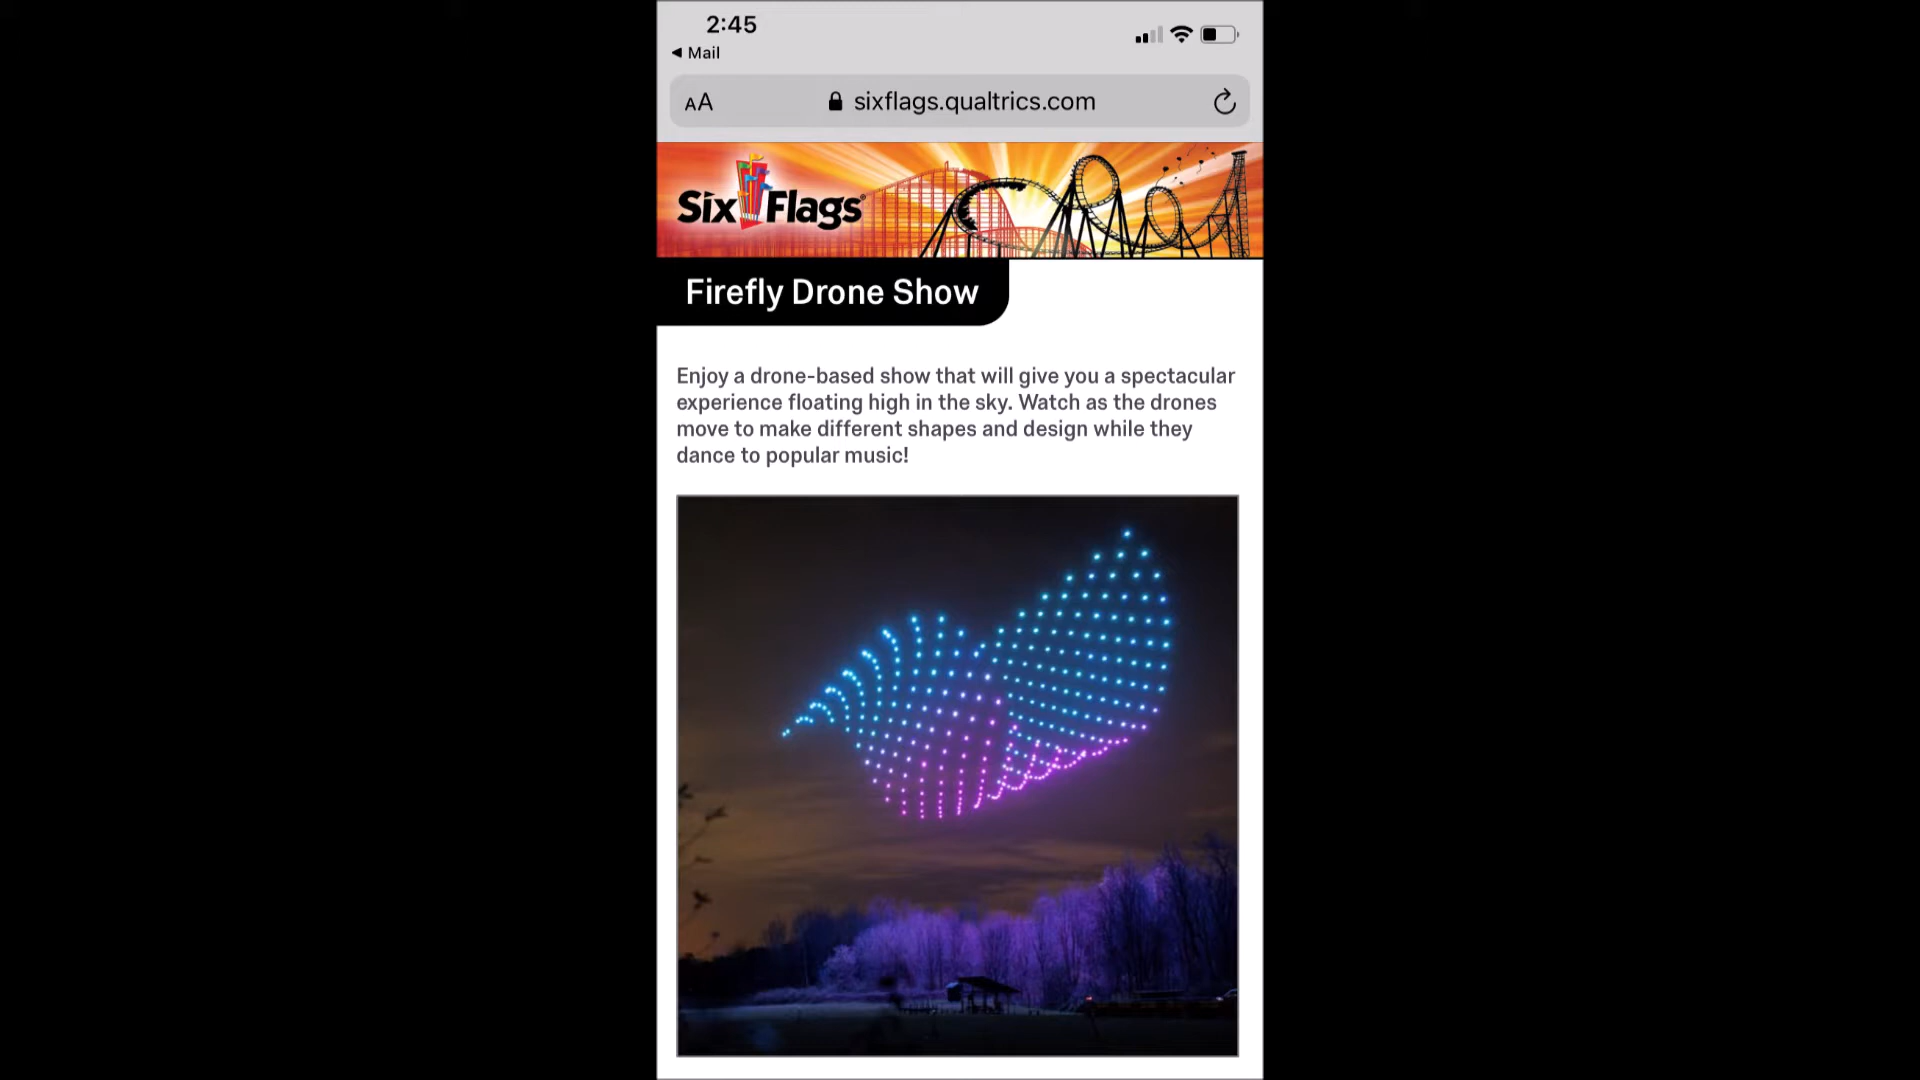 2:45
◀ Mail
AA
sixflags.qualtrics.com
Six Flags®
Firefly Drone Show
Enjoy a drone-based show that will give you a spectacular
experience floating high in the sky. Watch as the drones
move to make different shapes and design while they
dance to popular music!